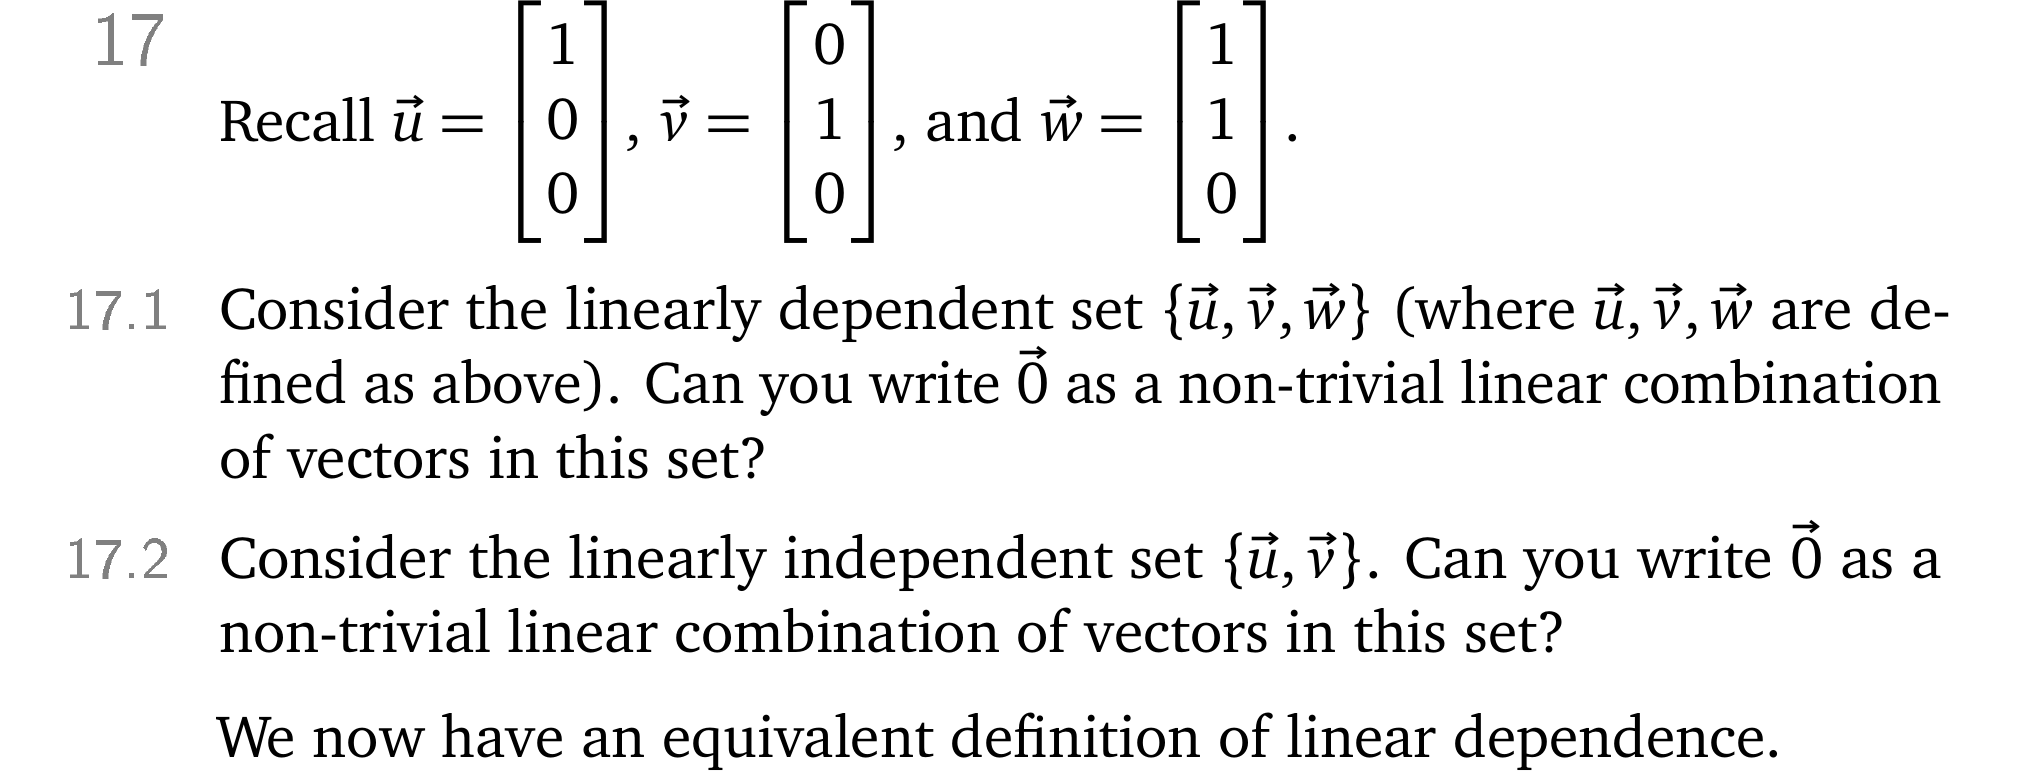 17
Recall $\vec{u} = \begin{bmatrix} 1 \\ 0 \\ 0 \end{bmatrix}$, $\vec{v} = \begin{bmatrix} 0 \\ 1 \\ 0 \end{bmatrix}$, and $\vec{w} = \begin{bmatrix} 1 \\ 1 \\ 0 \end{bmatrix}$.
17.1 Consider the linearly dependent set $\{\vec{u}, \vec{v}, \vec{w}\}$ (where $\vec{u}, \vec{v}, \vec{w}$ are de-
fined as above). Can you write $\vec{0}$ as a non-trivial linear combination
of vectors in this set?
17.2 Consider the linearly independent set $\{\vec{u}, \vec{v}\}$. Can you write $\vec{0}$ as a
non-trivial linear combination of vectors in this set?
We now have an equivalent definition of linear dependence.